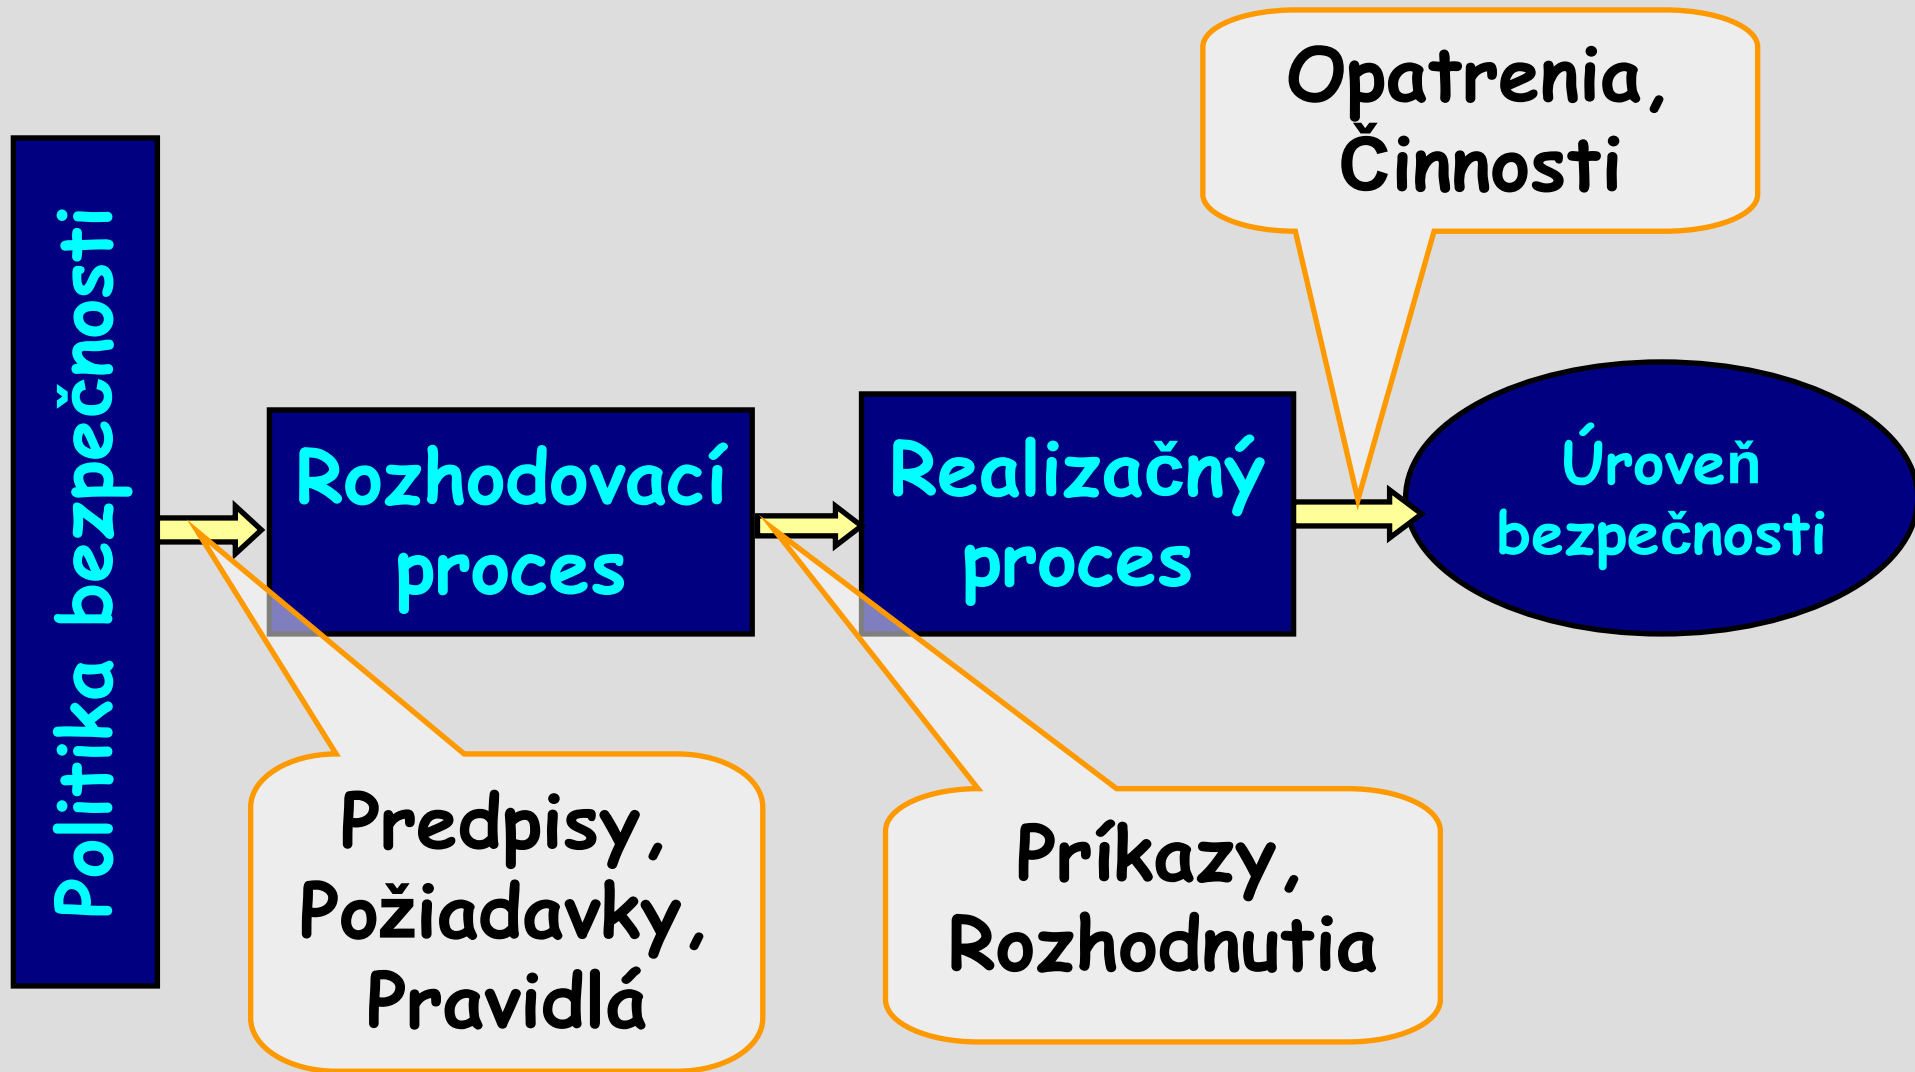 Opatrenia,
Činnosti
Politika bezpečnosti
Rozhodovací
proces
Realizačný
proces
Úroveň
bezpečnosti
Predpisy,
Požiadavky,
Pravidlá
Príkazy,
Rozhodnutia